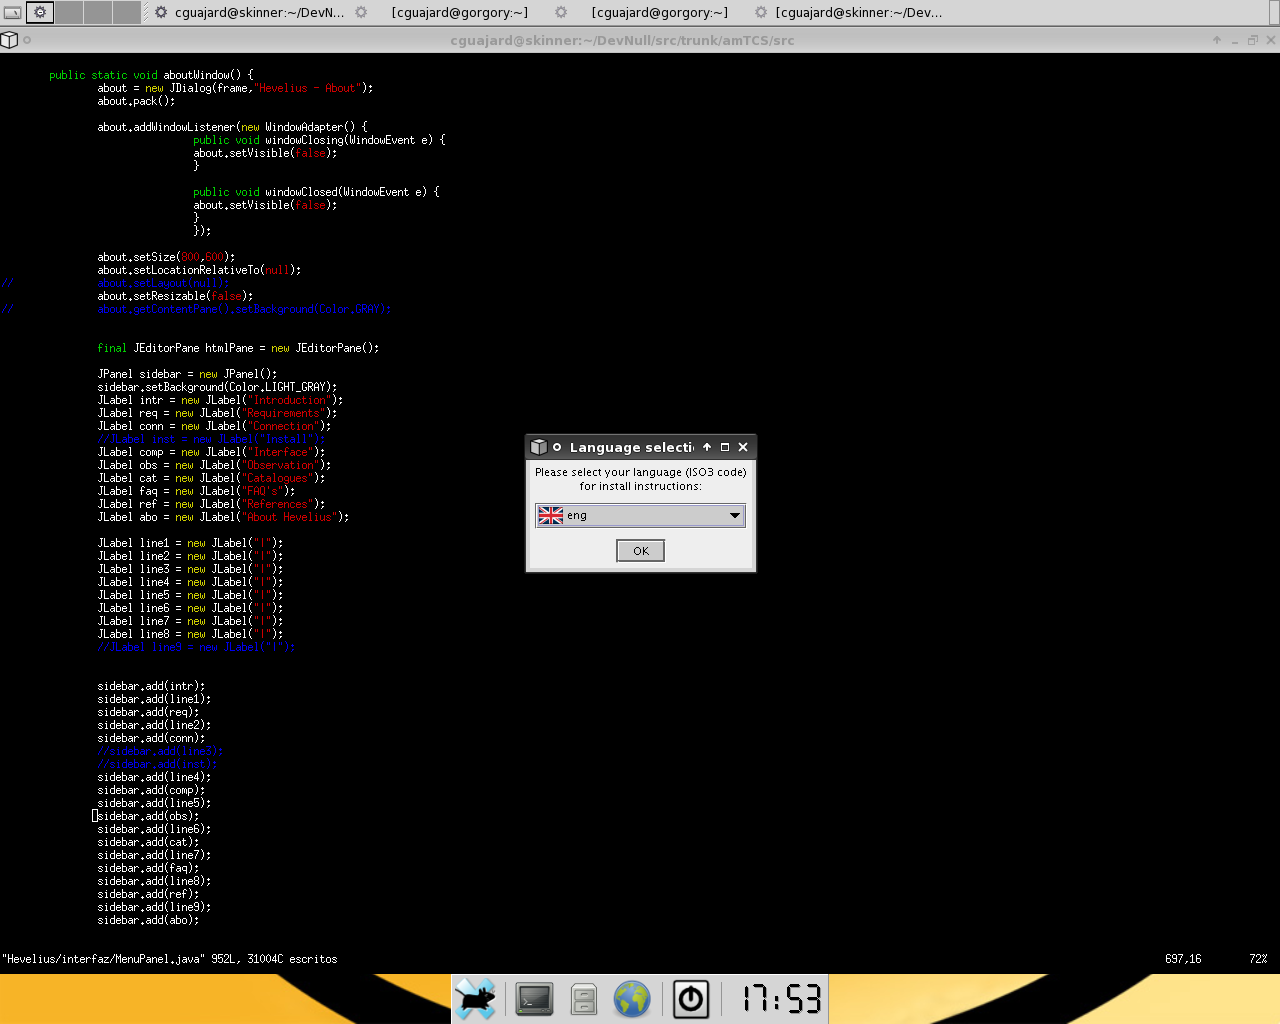 cguajard@skinner:~/DevN... [cguajard@gorgory:~] [cguajard@gorgory:~] [cguajard@skinner:~/Dev...
cguajard@skinner:~/DevNull/src/trunk/amTCS/src
public static void aboutWindow() {
about = new JDialog(frame,"Hevelius - About");
about.pack();
about.addWindowListener(new WindowAdapter() {
public void windowClosing(WindowEvent e) {
about.setVisible(false);
}
public void windowClosed(WindowEvent e) {
about.setVisible(false);
}
});
about.setSize(800,600);
about.setLocationRelativeTo(null);
// about.setLayout(null);
about.setResizable(false);
// about.getContentPane().setBackground(Color.GRAY);
final JEditorPane htmlPane = new JEditorPane();
JPanel sidebar = new JPanel();
sidebar.setBackground(Color.LIGHT_GRAY);
JLabel intr = new JLabel("Introduction");
JLabel req = new JLabel("Requirements");
JLabel conn = new JLabel("Connection");
//JLabel inst = new JLabel("Install");
JLabel comp = new JLabel("Interface");
JLabel obs = new JLabel("Observation");
JLabel cat = new JLabel("Catalogues");
JLabel faq = new JLabel("FAQ's");
JLabel ref = new JLabel("References");
JLabel abo = new JLabel("About Hevelius");
JLabel line1 = new JLabel("|");
JLabel line2 = new JLabel("|");
JLabel line3 = new JLabel("|");
JLabel line4 = new JLabel("|");
JLabel line5 = new JLabel("|");
JLabel line6 = new JLabel("|");
JLabel line7 = new JLabel("|");
JLabel line8 = new JLabel("|");
//JLabel line9 = new JLabel("|");
sidebar.add(intr);
sidebar.add(line1);
sidebar.add(req);
sidebar.add(line2);
sidebar.add(conn);
//sidebar.add(line3);
//sidebar.add(inst);
sidebar.add(line4);
sidebar.add(comp);
sidebar.add(line5);
sidebar.add(obs);
sidebar.add(line6);
sidebar.add(cat);
sidebar.add(line7);
sidebar.add(faq);
sidebar.add(line8);
sidebar.add(ref);
sidebar.add(line9);
sidebar.add(abo);
"Hevelius/interfaz/MenuPanel.java" 952L, 31004C escritos 697,16 72%
Language selecti
Please select your language (ISO3 code)
for install instructions:
eng
OK
17:53